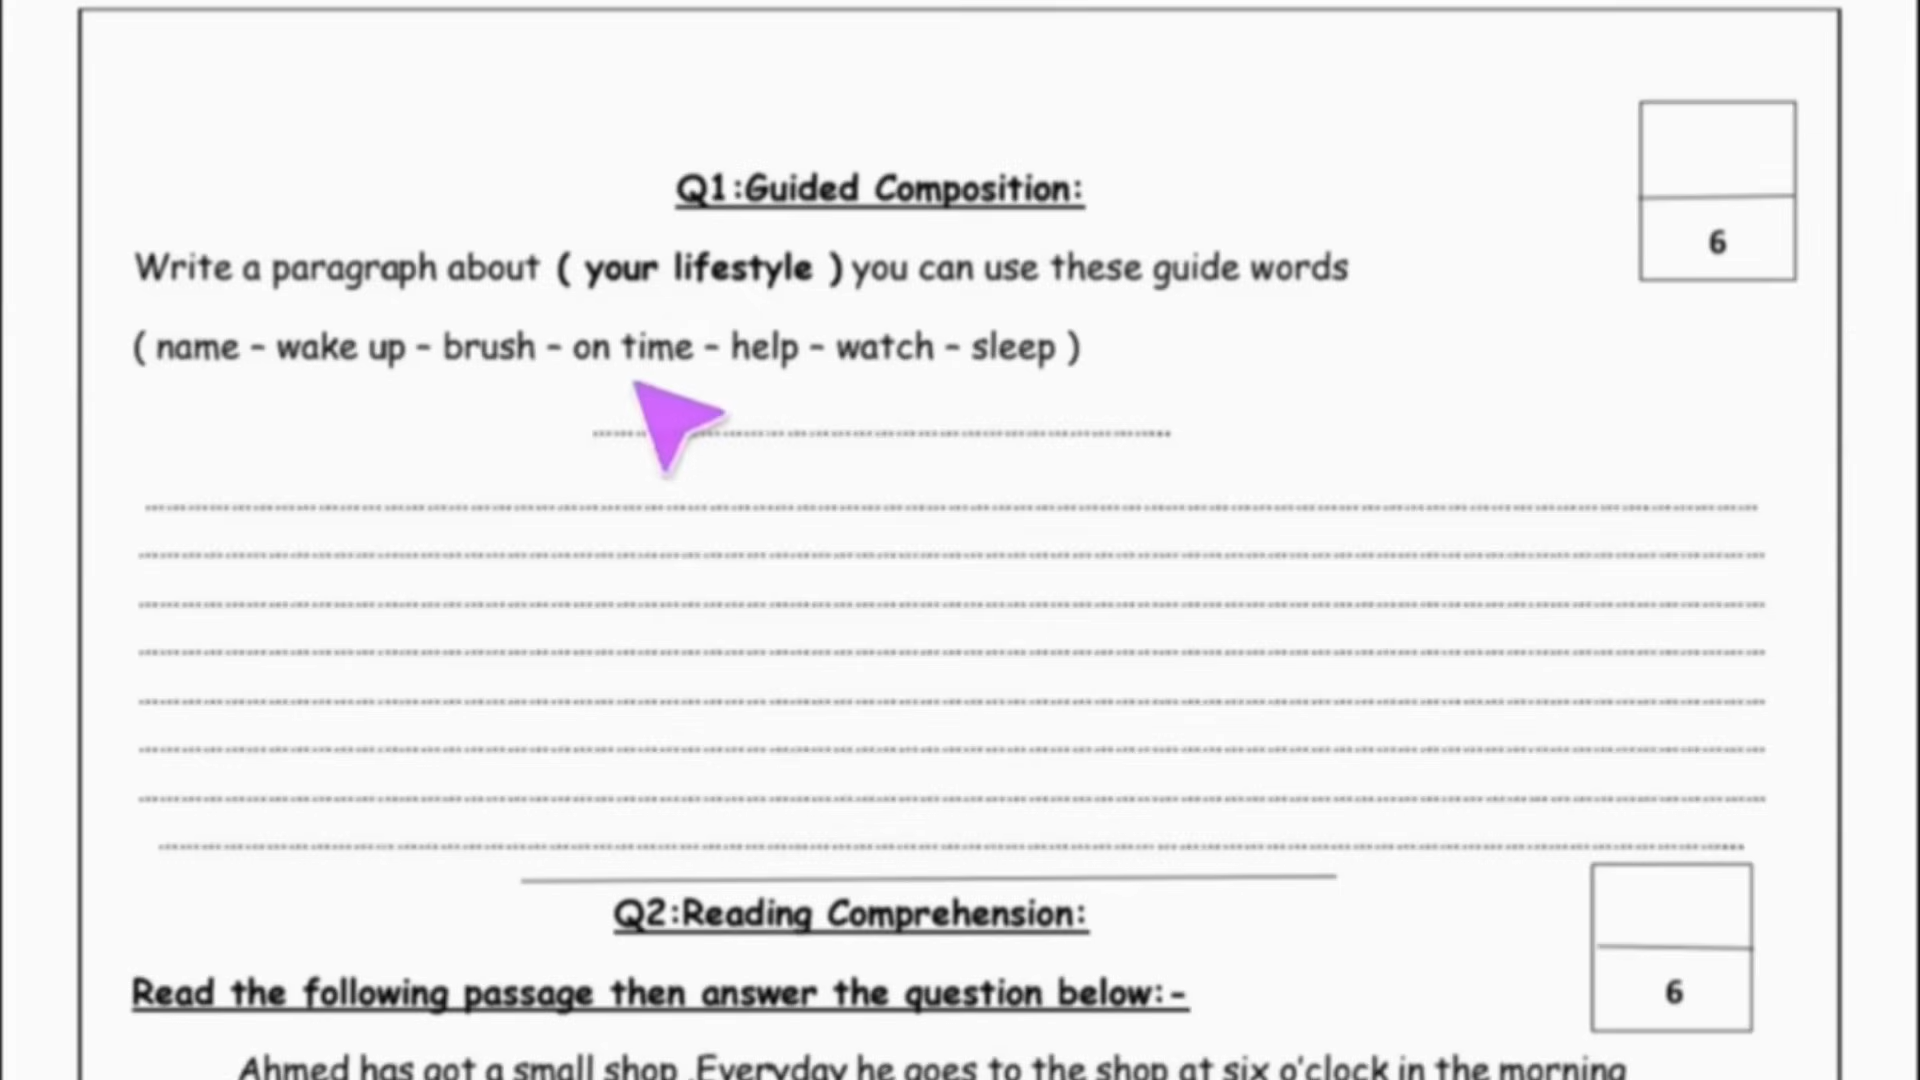 6
Q1:Guided Composition:
Write a paragraph about ( your lifestyle ) you can use these guide words
( name - wake up - brush - on time - help - watch - sleep )
Q2:Reading Comprehension:
6
Read the following passage then answer the question below:-
Ahmed has got a small shop .Everyday he goes to the shop at six o'clock in the morning